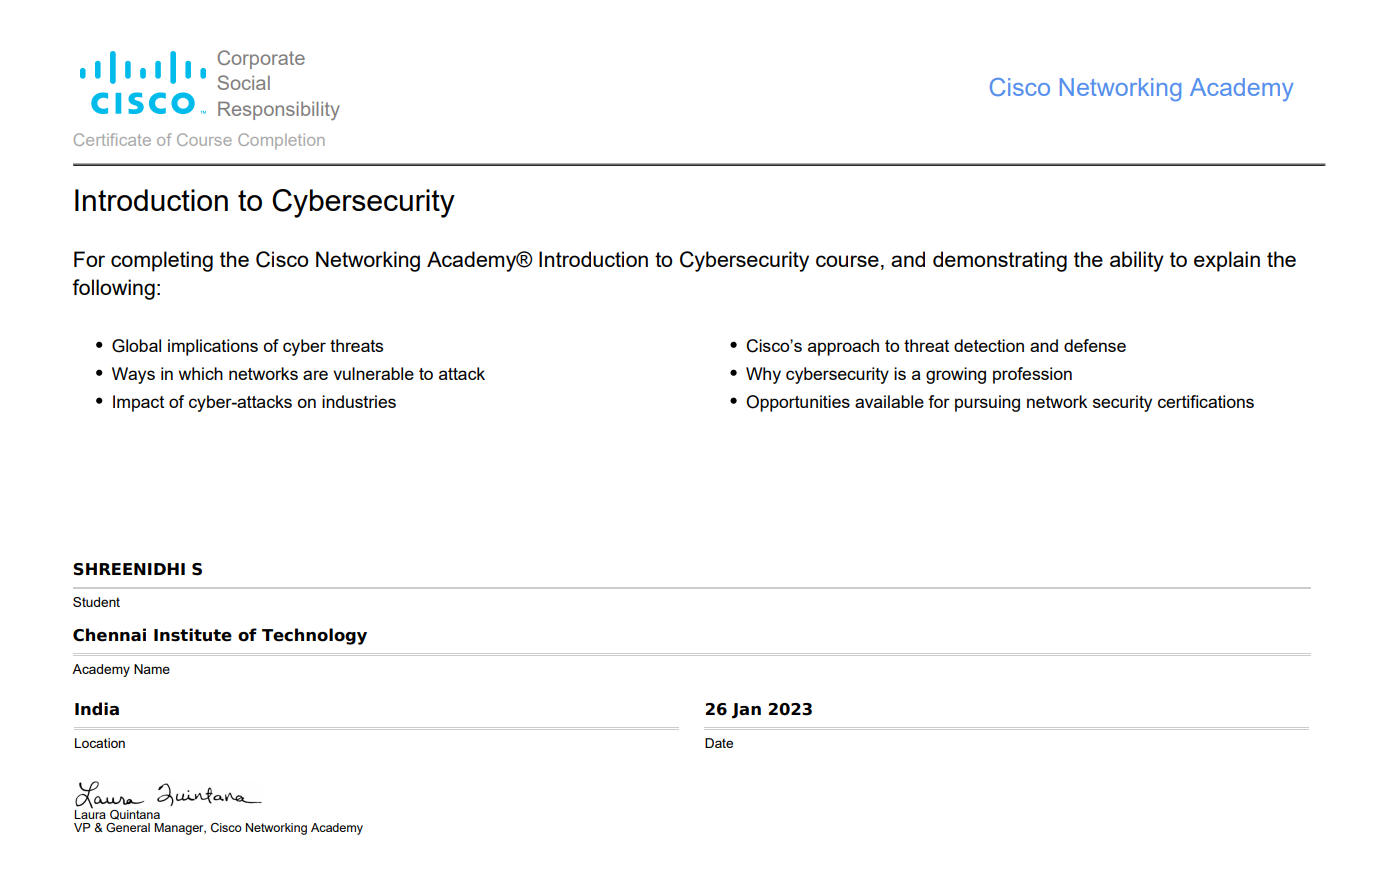 Corporate
Social
CISCO™ Responsibility
Cisco Networking Academy
Certificate of Course Completion
Introduction to Cybersecurity
For completing the Cisco Networking Academy® Introduction to Cybersecurity course, and demonstrating the ability to explain the
following:
• Global implications of cyber threats
• Ways in which networks are vulnerable to attack
• Impact of cyber-attacks on industries
• Cisco’s approach to threat detection and defense
• Why cybersecurity is a growing profession
• Opportunities available for pursuing network security certifications
SHREENIDHI S
Student
Chennai Institute of Technology
Academy Name
India
Location
26 Jan 2023
Date
Laura Quintana
Laura Quintana
VP & General Manager, Cisco Networking Academy